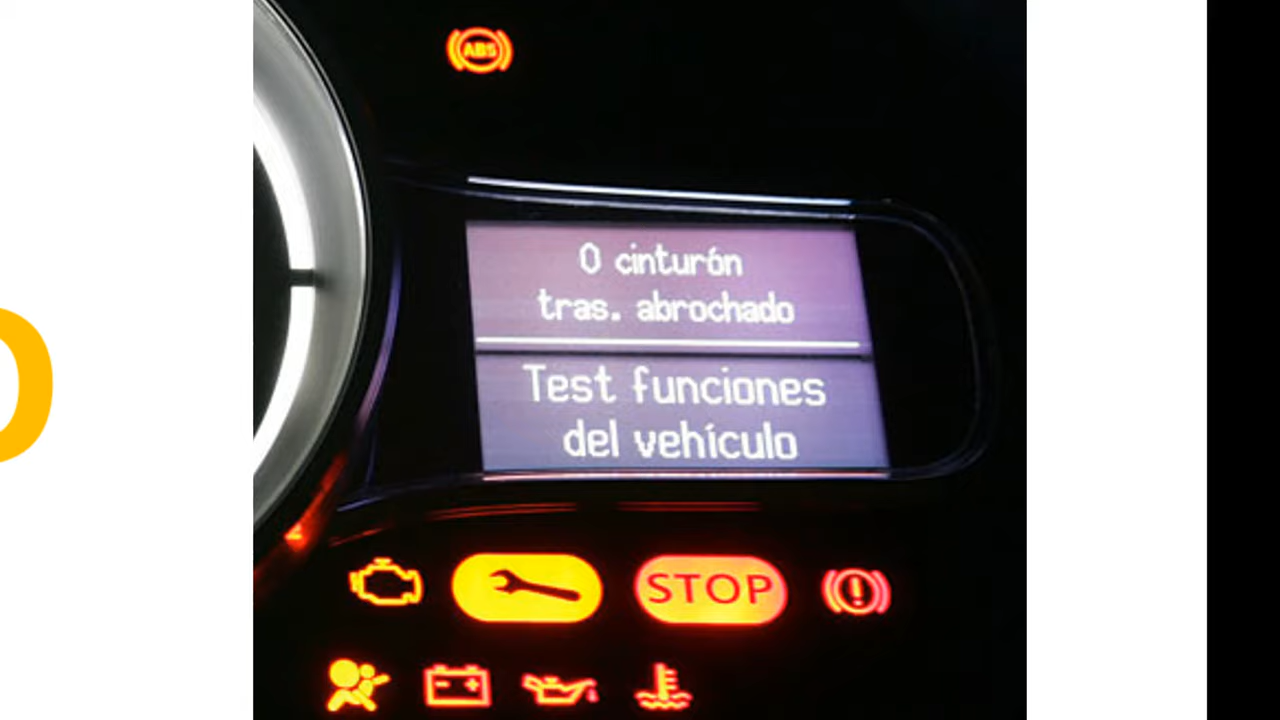 ABS
0 cinturón
tras. abrochado
Test funciones
del vehículo
STOP